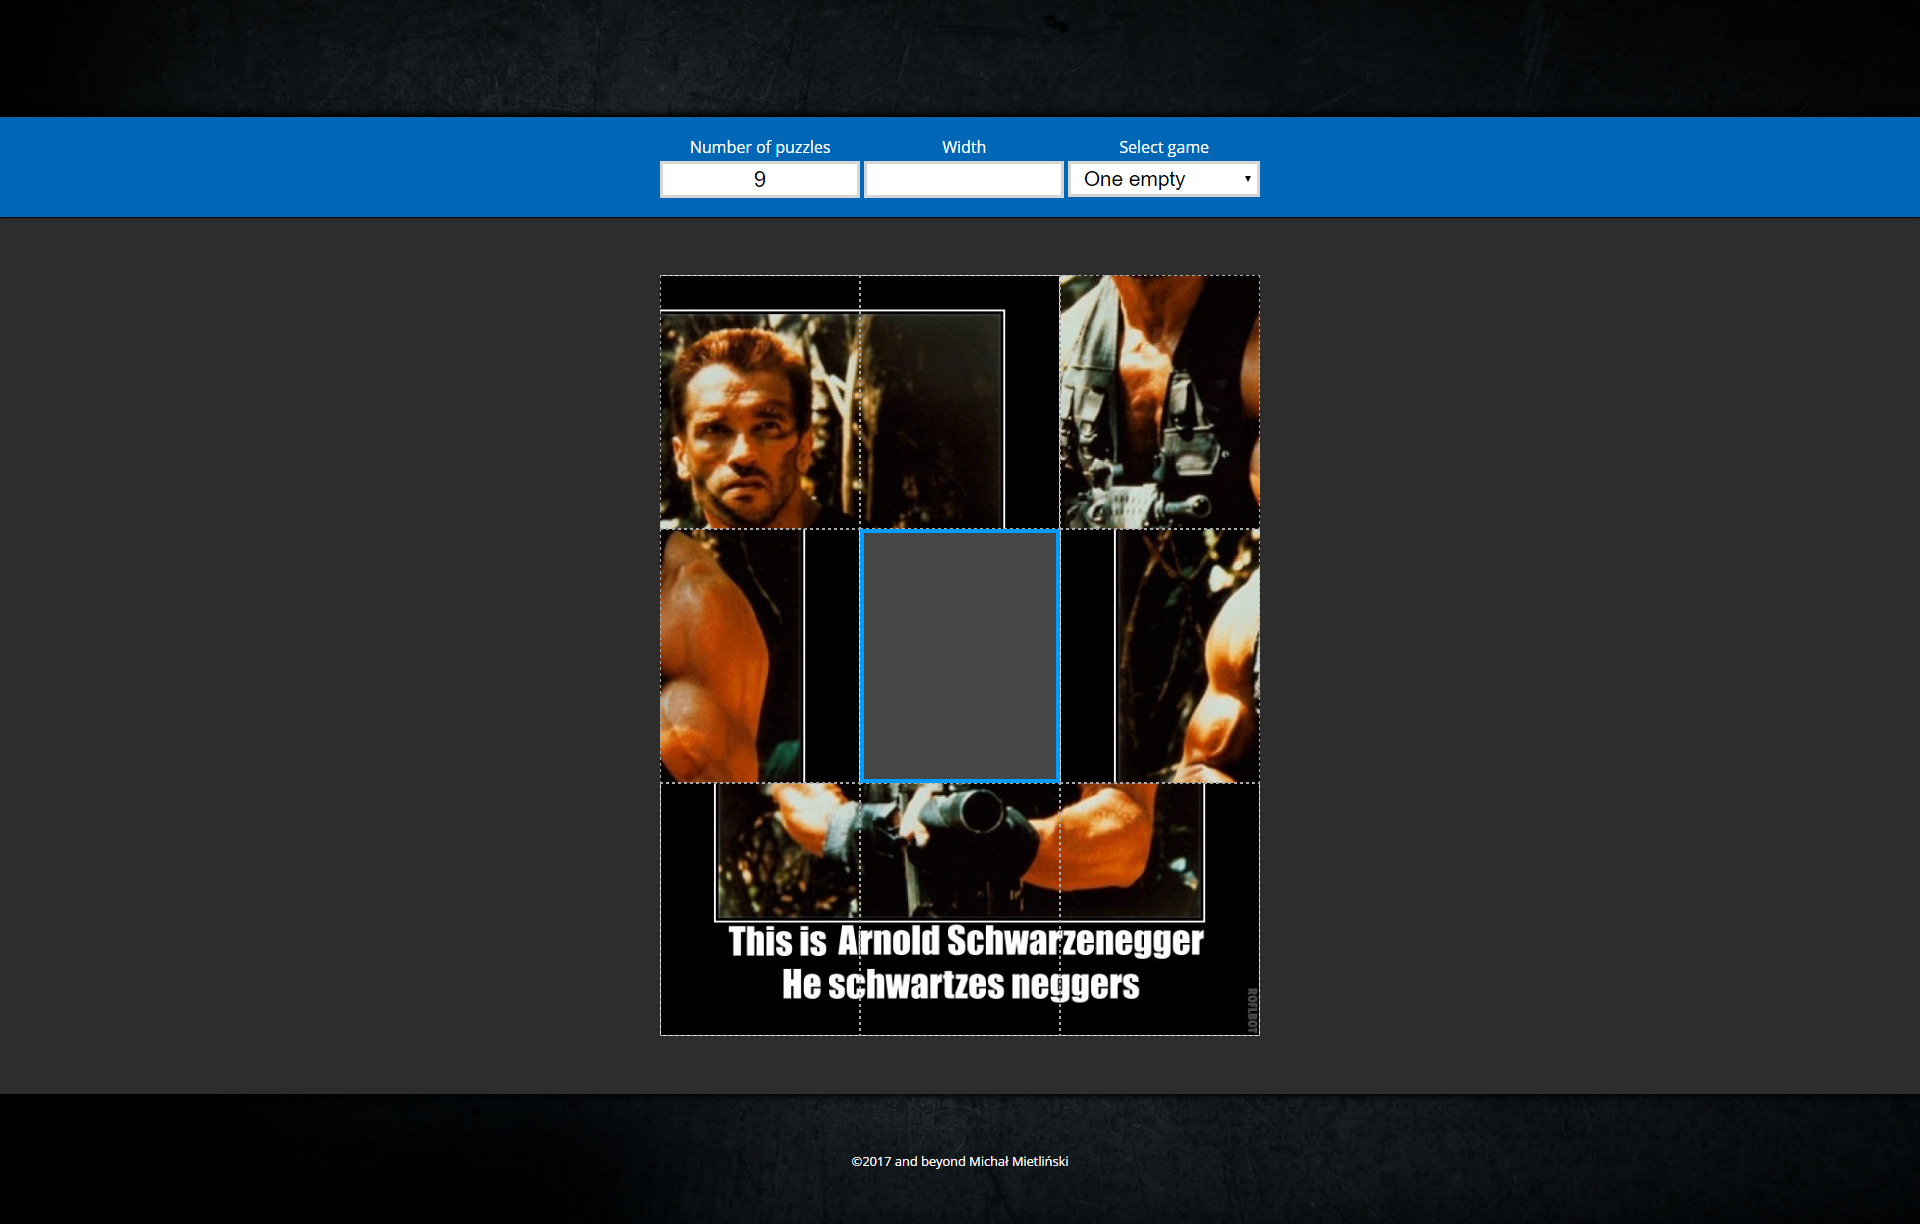 Number of puzzles
Width
Select game
9
One empty
This is Arnold Schwarzenegger
He schwartzes neggers
ROFLBOT
©2017 and beyond Michał Mietliński